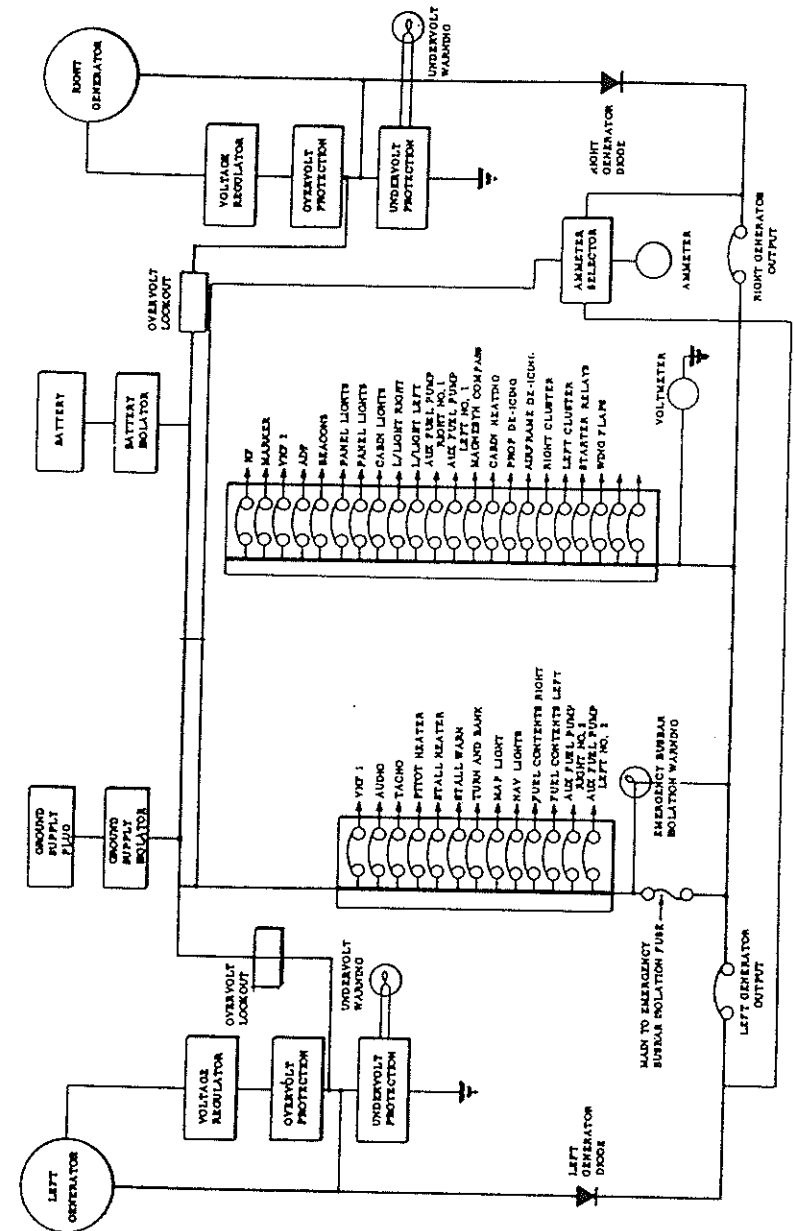 LEFT
GENERATOR
GROUND
SUPPLY
PLUG
GROUND
SUPPLY
ISOLATOR
BATTERY
BATTERY
ISOLATOR
RIGHT
GENERATOR
VOLTAGE
REGULATOR
OVERVOLT
PROTECTION
UNDERVOLT
PROTECTION
OVERVOLT
LOCKOUT
UNDERVOLT
WARNING
OVERVOLT
LOCKOUT
VOLTAGE
REGULATOR
OVERVOLT
PROTECTION
UNDERVOLT
PROTECTION
UNDERVOLT
WARNING
VHF 1
AUDIO
TACHO
PITOT HEATER
STALL HEATER
STALL WARN
TURN AND BANK
MAP LIGHT
NAV LIGHTS
FUEL CONTENTS RIGHT
FUEL CONTENTS LEFT
AUX FUEL PUMP
RIGHT NO. 2
AUX FUEL PUMP
LEFT NO. 2
HF
MARKER
VHF 2
ADF
BEACONS
PANEL LIGHTS
PANEL LIGHTS
CABIN LIGHTS
L/LIGHT RIGHT
L/LIGHT LEFT
AUX FUEL PUMP
RIGHT NO. 1
AUX FUEL PUMP
LEFT NO. 1
MAGNESYN COMPASS
CABIN HEATING
PROP DE-ICING
AIRFRAME DE-ICING
RIGHT CLUSTER
LEFT CLUSTER
STARTER RELAYS
WING FLAPS
AMMETER
SELECTOR
AMMETER
VOLTMETER
LEFT
GENERATOR
DIODE
MAIN TO EMERGENCY
BUSBAR ISOLATION FUSE
EMERGENCY BUSBAR
ISOLATION WARNING
RIGHT
GENERATOR
DIODE
LEFT GENERATOR
OUTPUT
RIGHT GENERATOR
OUTPUT